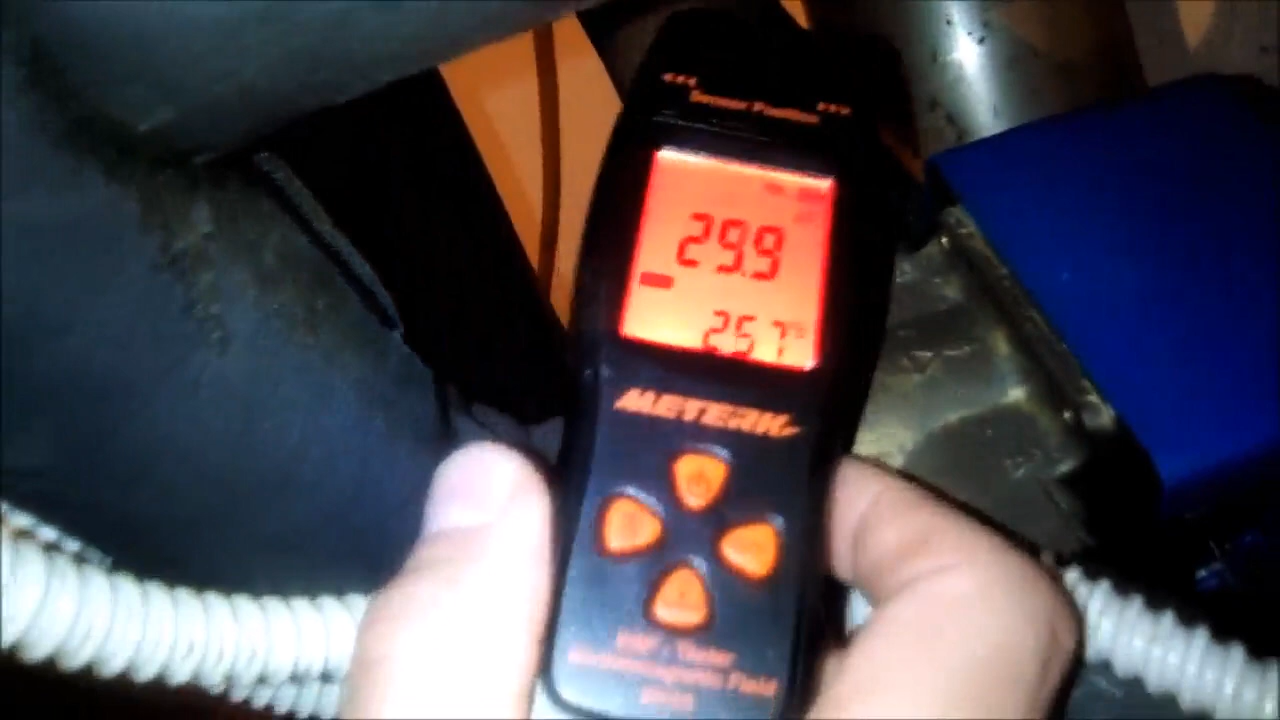 Sensor Position
29.9
25.7
METERK
EMF · Tester
Electromagnetic Field